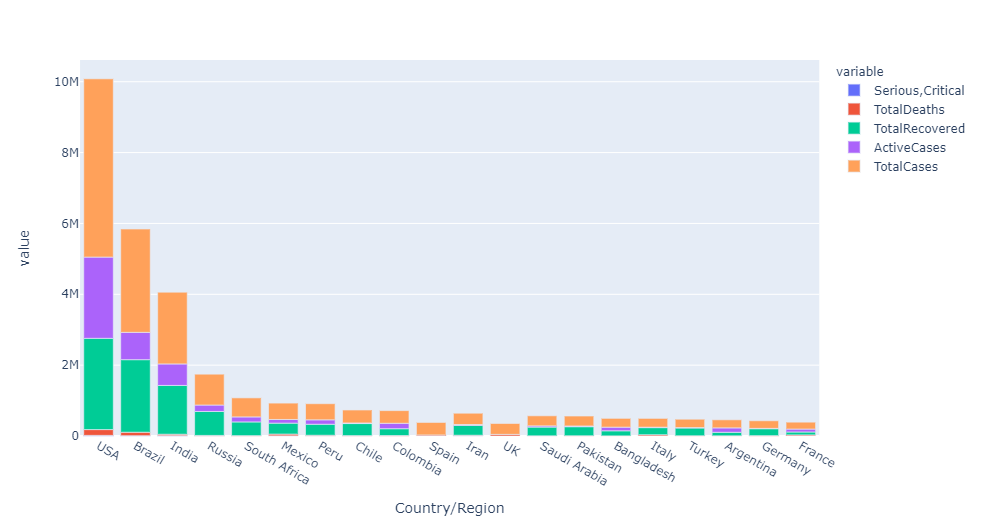 variable
Serious,Critical
TotalDeaths
TotalRecovered
ActiveCases
TotalCases
10M
8M
6M
4M
2M
0
value
USA
Brazil
India
Russia
South Africa
Mexico
Peru
Chile
Colombia
Spain
Iran
UK
Saudi Arabia
Pakistan
Bangladesh
Italy
Turkey
Argentina
Germany
France
Country/Region